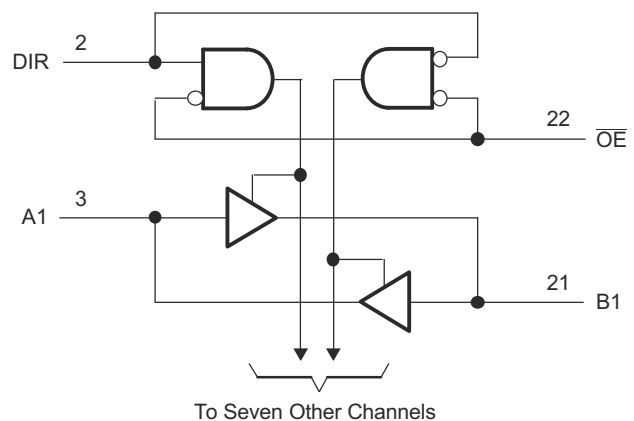 DIR 2
22 OE
A1 3
21 B1
To Seven Other Channels